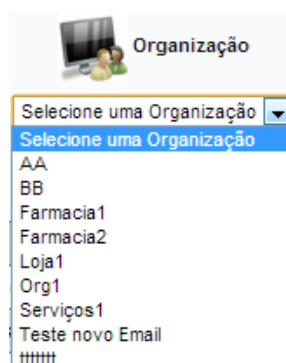 Organização
Selecione uma Organização
Selecione uma Organização
AA
BB
Farmacia1
Farmacia2
Loja1
Org1
Serviços1
Teste novo Email